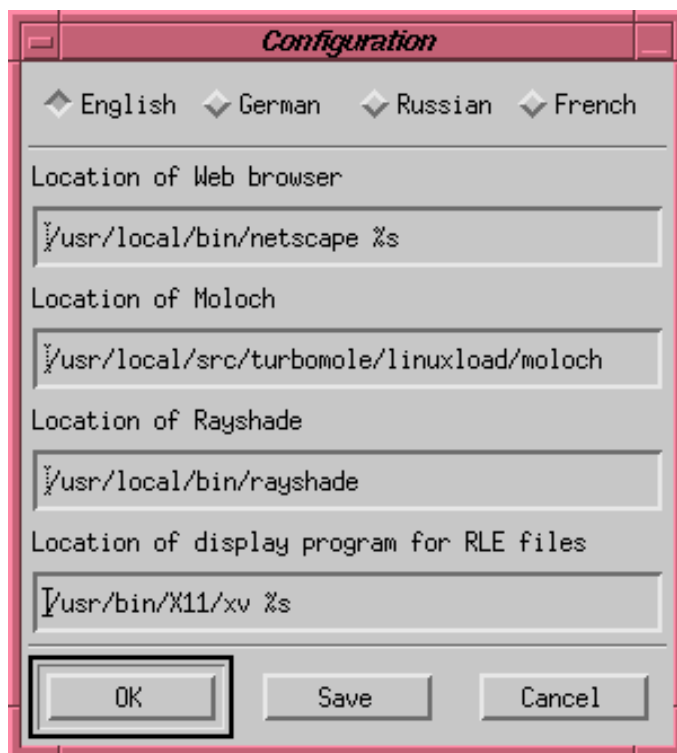 Configuration
English German Russian French
Location of Web browser
/usr/local/bin/netscape %s
Location of Moloch
/usr/local/src/turbomole/linuxload/moloch
Location of Rayshade
/usr/local/bin/rayshade
Location of display program for RLE files
/usr/bin/X11/xv %s
OK Save Cancel